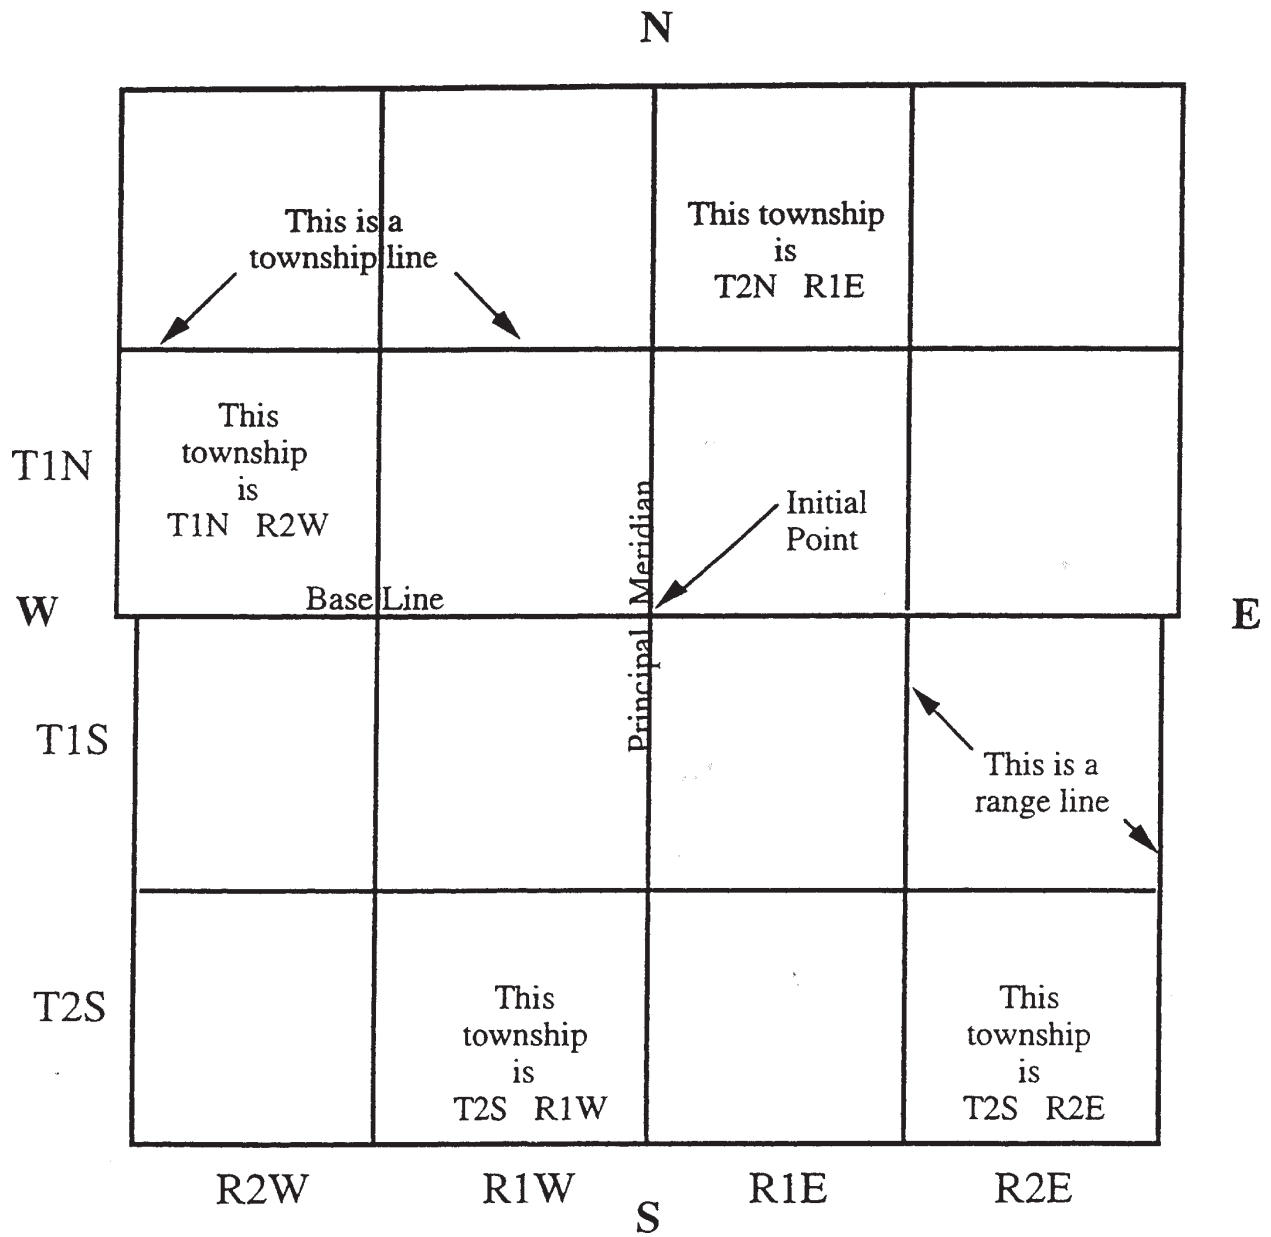 N
This is a
township line
This township
is
T2N R1E
This
township
is
T1N R2W
T1N
Initial
Point
Principal Meridian
Base Line
W
E
T1S
This is a
range line
T2S
This
township
is
T2S R1W
This
township
is
T2S R2E
R2W
R1W
R1E
R2E
S